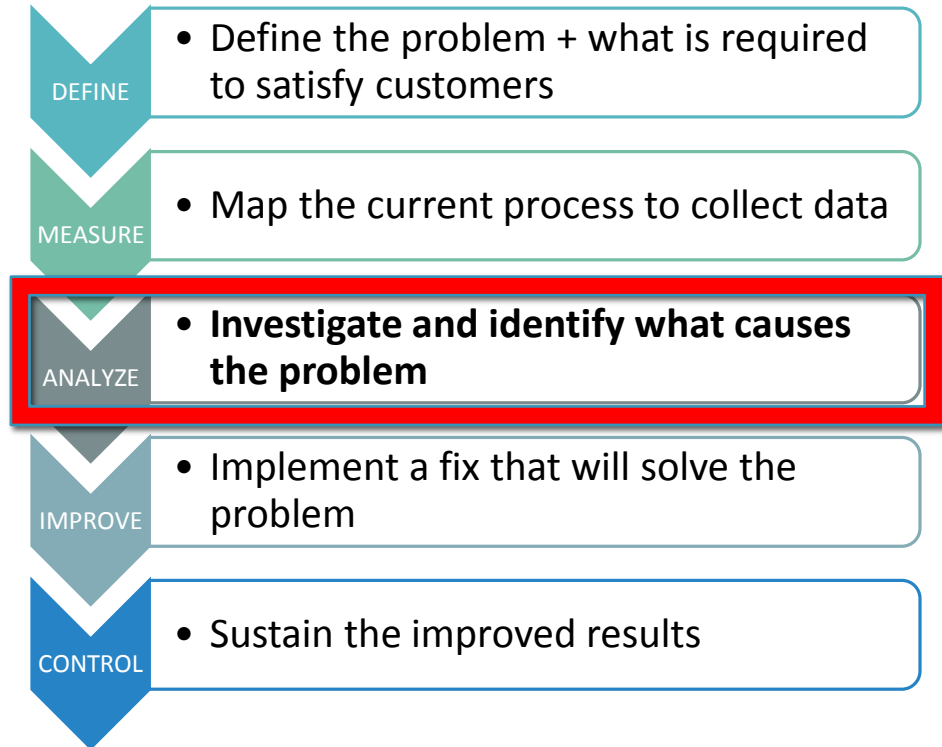 DEFINE
• Define the problem + what is required
to satisfy customers
MEASURE
• Map the current process to collect data
ANALYZE
• Investigate and identify what causes
the problem
IMPROVE
• Implement a fix that will solve the
problem
CONTROL
• Sustain the improved results